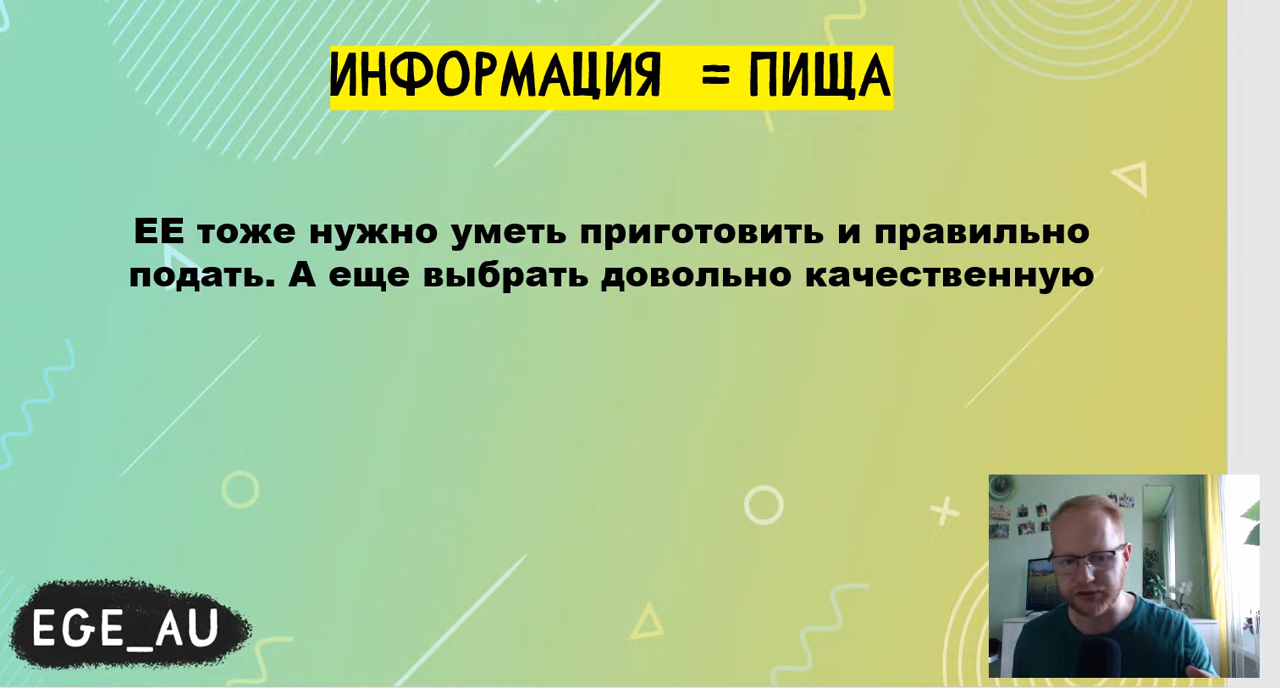 ИНФОРМАЦИЯ = ПИЩА
ЕЕ тоже нужно уметь приготовить и правильно
подать. А еще выбрать довольно качественную
EGE_AU